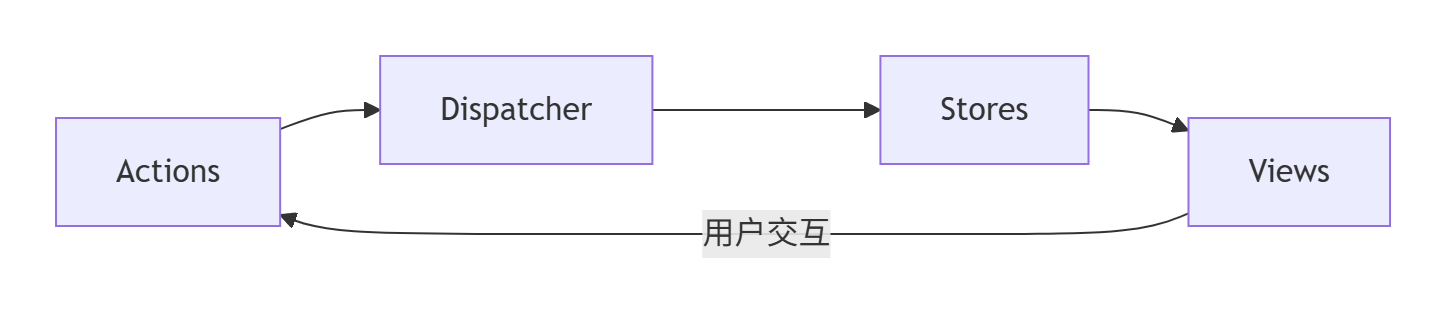 Actions
Dispatcher
Stores
Views
用户交互